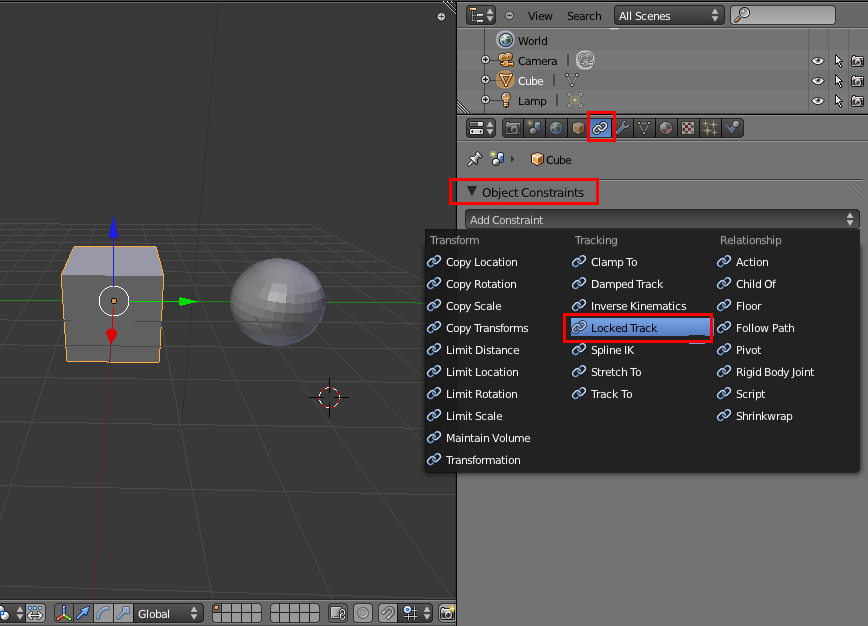 View Search All Scenes
World
Camera
Cube
Lamp
Cube
Object Constraints
Add Constraint
Transform Tracking Relationship
Copy Location Clamp To Action
Copy Rotation Damped Track Child Of
Copy Scale Inverse Kinematics Floor
Copy Transforms Locked Track Follow Path
Limit Distance Spline IK Pivot
Limit Location Stretch To Rigid Body Joint
Limit Rotation Track To Script
Limit Scale Shrinkwrap
Maintain Volume
Transformation
Global